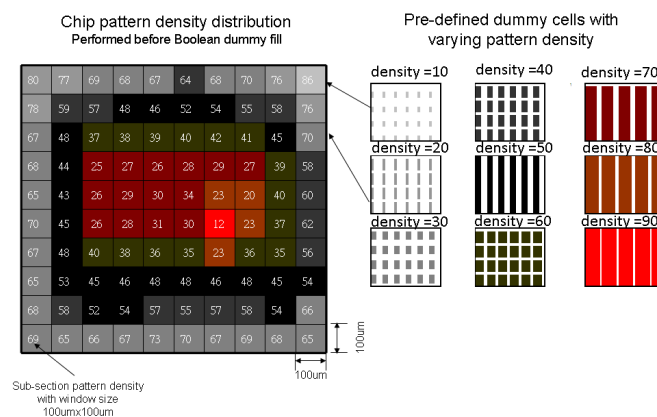 Chip pattern density distribution
Performed before Boolean dummy fill
Pre-defined dummy cells with
varying pattern density
density =10
density =40
density =70
density =20
density =50
density =80
density =30
density =60
density =90
80 77 69 68 67 64 68 76 86
78 59 57 48 46 52 54 55 58 76
67 48 37 38 39 40 42 41 45 70
68 44 25 27 26 28 29 27 39 58
65 43 26 29 30 34 23 20 40 60
70 45 26 28 31 30 12 23 37 62
67 48 40 38 36 35 23 36 35 56
65 53 45 46 48 48 46 48 45 54
68 58 52 54 57 55 57 58 54 66
69 65 66 67 73 70 67 69 68 65
100um
100um
Sub-section pattern density
with window size
100umx100um